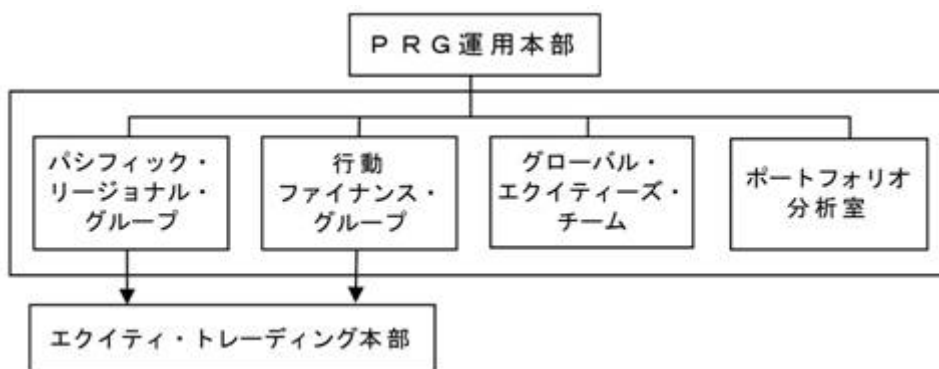 PRG運用本部
パシフィック・
リージョナル・
グループ
行動
ファイナンス・
グループ
グローバル・
エクイティーズ・
チーム
ポートフォリオ
分析室
エクイティ・トレーディング本部